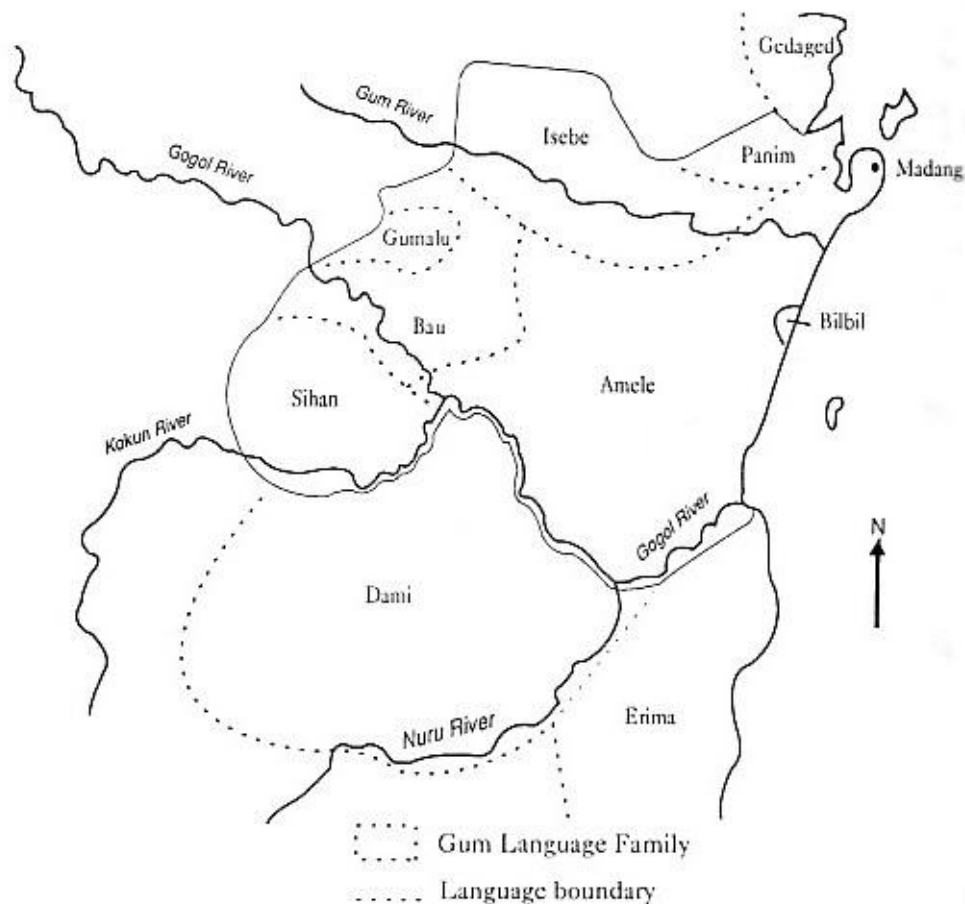 Gedaged
Gum River
Isebe
Panim
Madang
Gogol River
Gumalu
Bau
Bilbil
Sihan
Amele
Kokun River
Gogol River
N
Dami
Erima
Nuru River
Gum Language Family
Language boundary